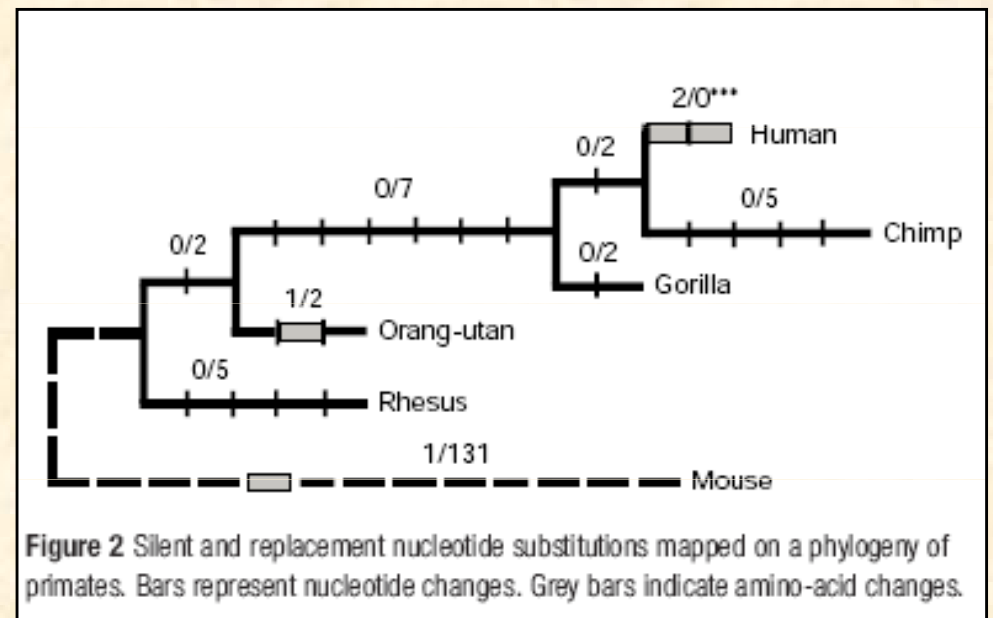 2/0***
Human
0/2
0/7
0/5
Chimp
0/2
0/2
Gorilla
1/2
Orang-utan
0/5
Rhesus
1/131
Mouse
Figure 2 Silent and replacement nucleotide substitutions mapped on a phylogeny of
primates. Bars represent nucleotide changes. Grey bars indicate amino-acid changes.